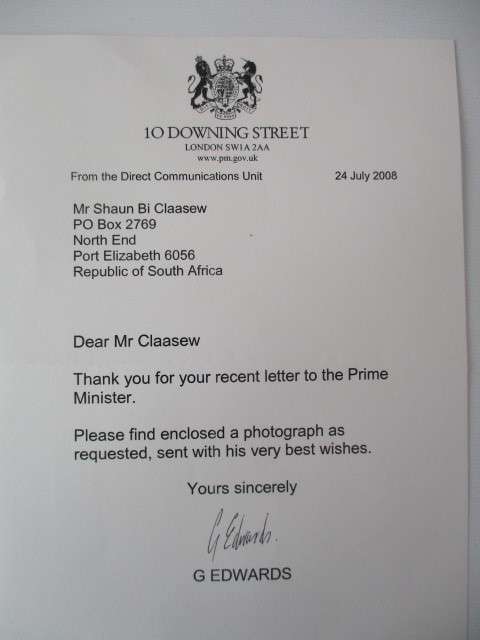 10 DOWNING STREET
LONDON SW1A 2AA
www.pm.gov.uk
From the Direct Communications Unit 24 July 2008
Mr Shaun Bi Claasew
PO Box 2769
North End
Port Elizabeth 6056
Republic of South Africa
Dear Mr Claasew
Thank you for your recent letter to the Prime
Minister.
Please find enclosed a photograph as
requested, sent with his very best wishes.
Yours sincerely
G Edwards.
G EDWARDS